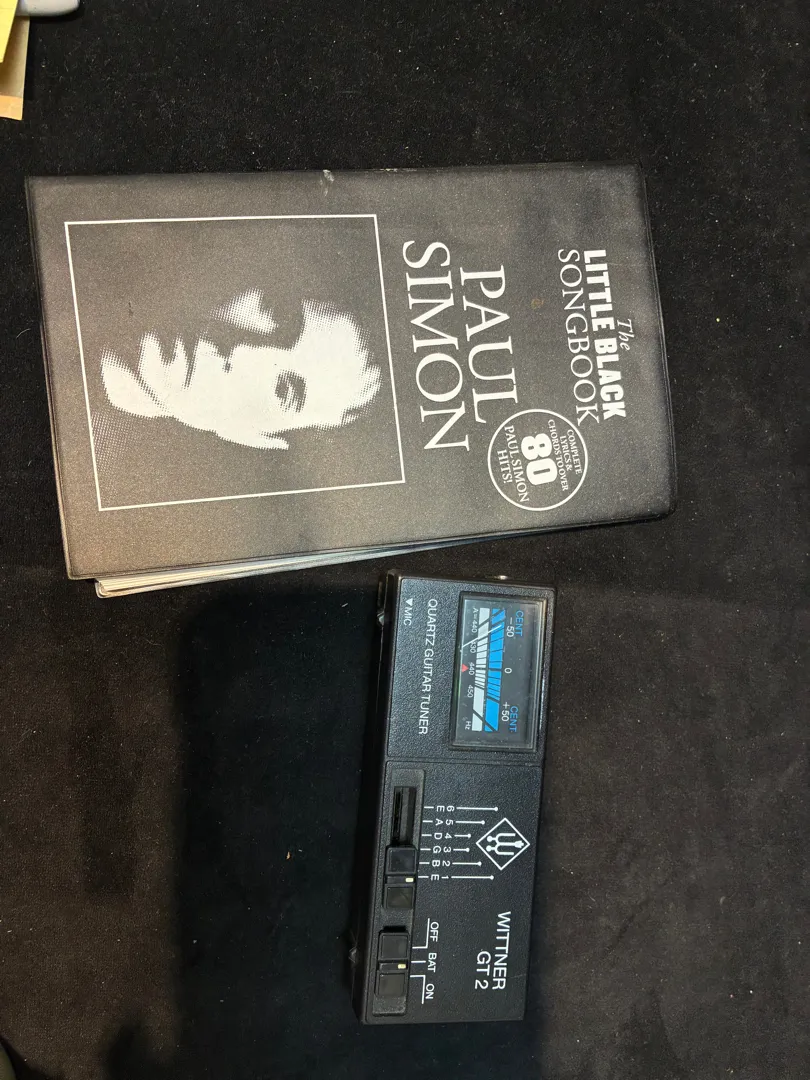 The
LITTLE BLACK
SONGBOOK
PAUL
SIMON
COMPLETE
LYRICS &
CHORDS TO OVER
80
PAUL SIMON
HITS!
CENT
CENT
-50
0
+50
A=440
430
440
450
Hz
QUARTZ GUITAR TUNER
▼MIC
6 5 4 3 2 1
E A D G B E
WITTNER
GT 2
OFF BAT ON